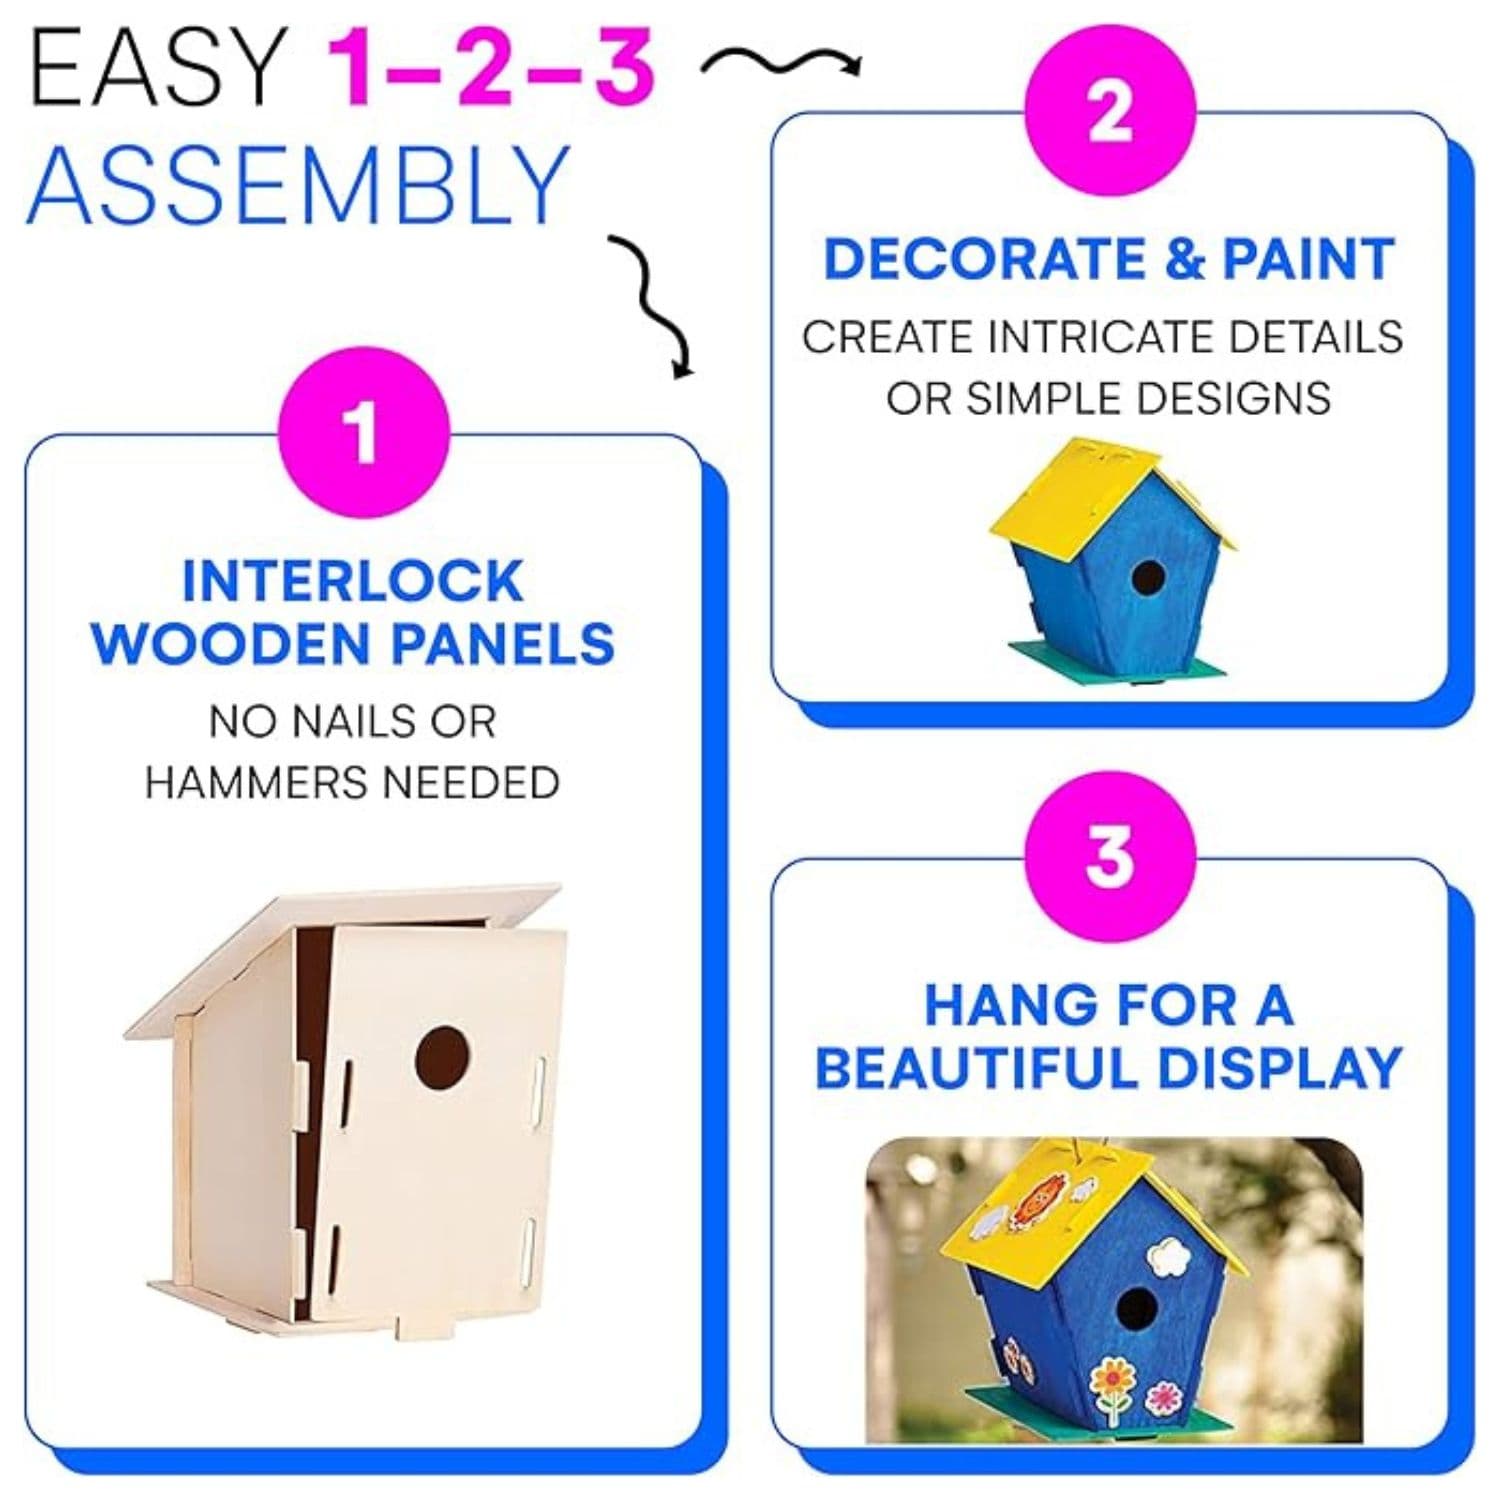 EASY 1-2-3
ASSEMBLY
1
INTERLOCK
WOODEN PANELS
NO NAILS OR
HAMMERS NEEDED
2
DECORATE & PAINT
CREATE INTRICATE DETAILS
OR SIMPLE DESIGNS
3
HANG FOR A
BEAUTIFUL DISPLAY